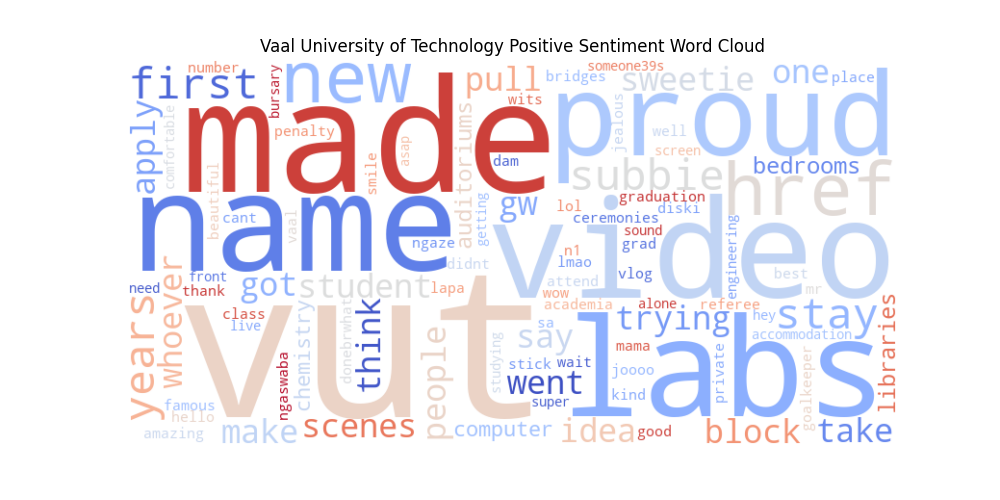 Vaal University of Technology Positive Sentiment Word Cloud
first
number
bursary
new
pull
wits
bridges
someone39s
sweetie
one
place
apply
comfortable
made
penalty
smile
asap
auditoriums
dam
proud
jealous
well
screen
bedrooms
beautiful
name
cant
vaal
ngaze
getting
gw
subbie
href
lol
ceremonies
graduation
diski
sound
grad
n1
lmao
video
engineering
need
front
thank
got
student
didnt
lapa
attend
wow
academia
vlog
alone
referee
best
mr
hey
stay
accommodation
years
whoever
class
live
vut
chemistry
donebrwhat
think
people
say
sa
studying
stick
wait
went
super
labs
trying
mama
joooo
kind
private
goalkeeper
libraries
famous
hello
amazing
ngaswaba
make
scenes
computer
idea
good
block
take